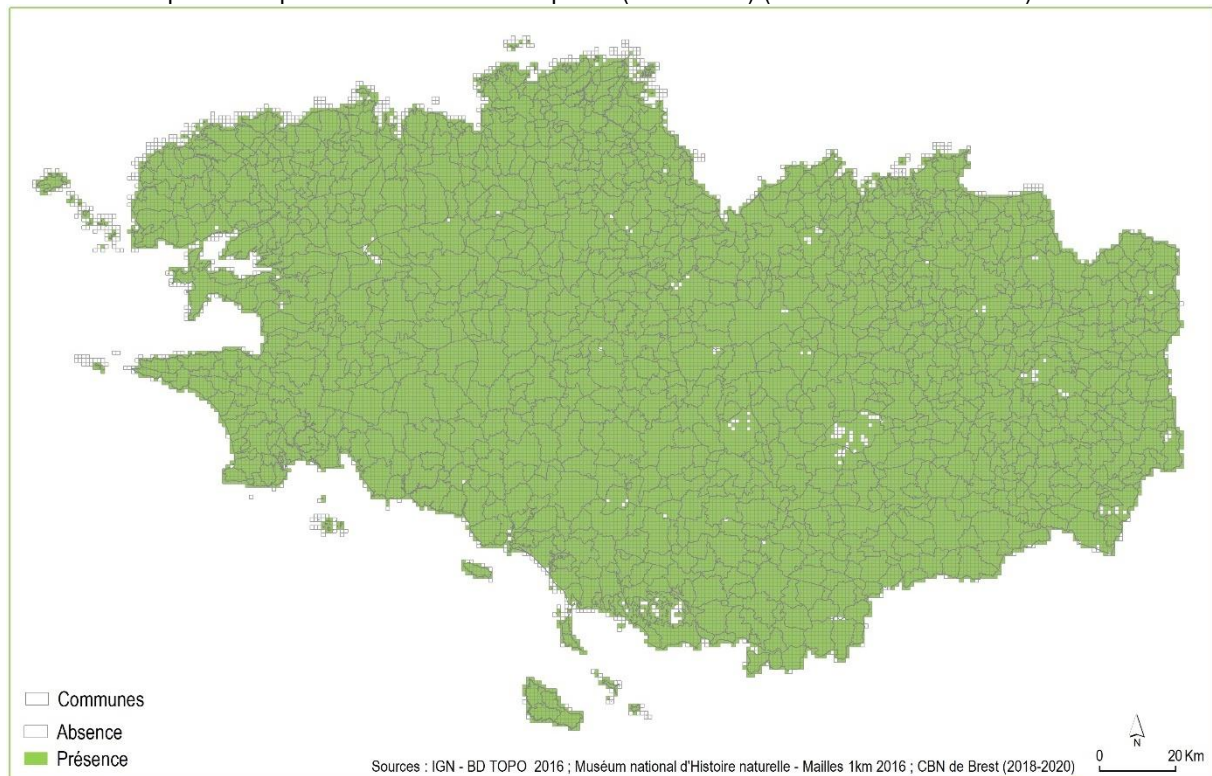 Communes
Absence
Présence
Sources : IGN - BD TOPO 2016 ; Muséum national d'Histoire naturelle - Mailles 1km 2016 ; CBN de Brest (2018-2020)
N
0 20 Km